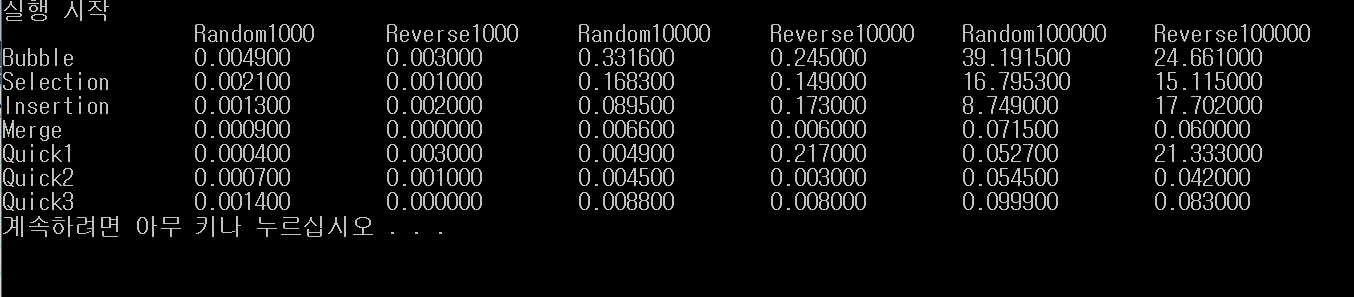 실행 시작
Random1000 Reverse1000 Random10000 Reverse10000 Random100000 Reverse100000
Bubble 0.004900 0.003000 0.331600 0.245000 39.191500 24.661000
Selection 0.002100 0.001000 0.168300 0.149000 16.795300 15.115000
Insertion 0.001300 0.002000 0.089500 0.173000 8.749000 17.702000
Merge 0.000900 0.000000 0.006600 0.006000 0.071500 0.060000
Quick1 0.000400 0.003000 0.004900 0.217000 0.052700 21.333000
Quick2 0.000700 0.001000 0.004500 0.003000 0.054500 0.042000
Quick3 0.001400 0.000000 0.008800 0.008000 0.099900 0.083000
계속하려면 아무 키나 누르십시오 . . .